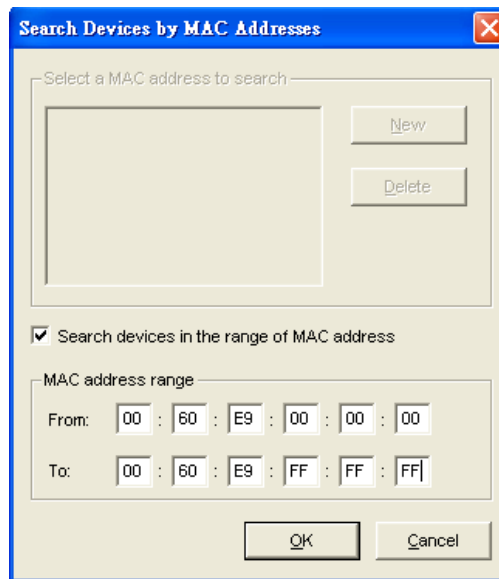 Search Devices by MAC Addresses
Select a MAC address to search
New
Delete
Search devices in the range of MAC address
MAC address range
From: 00 : 60 : E9 : 00 : 00 : 00
To: 00 : 60 : E9 : FF : FF : FF
OK Cancel